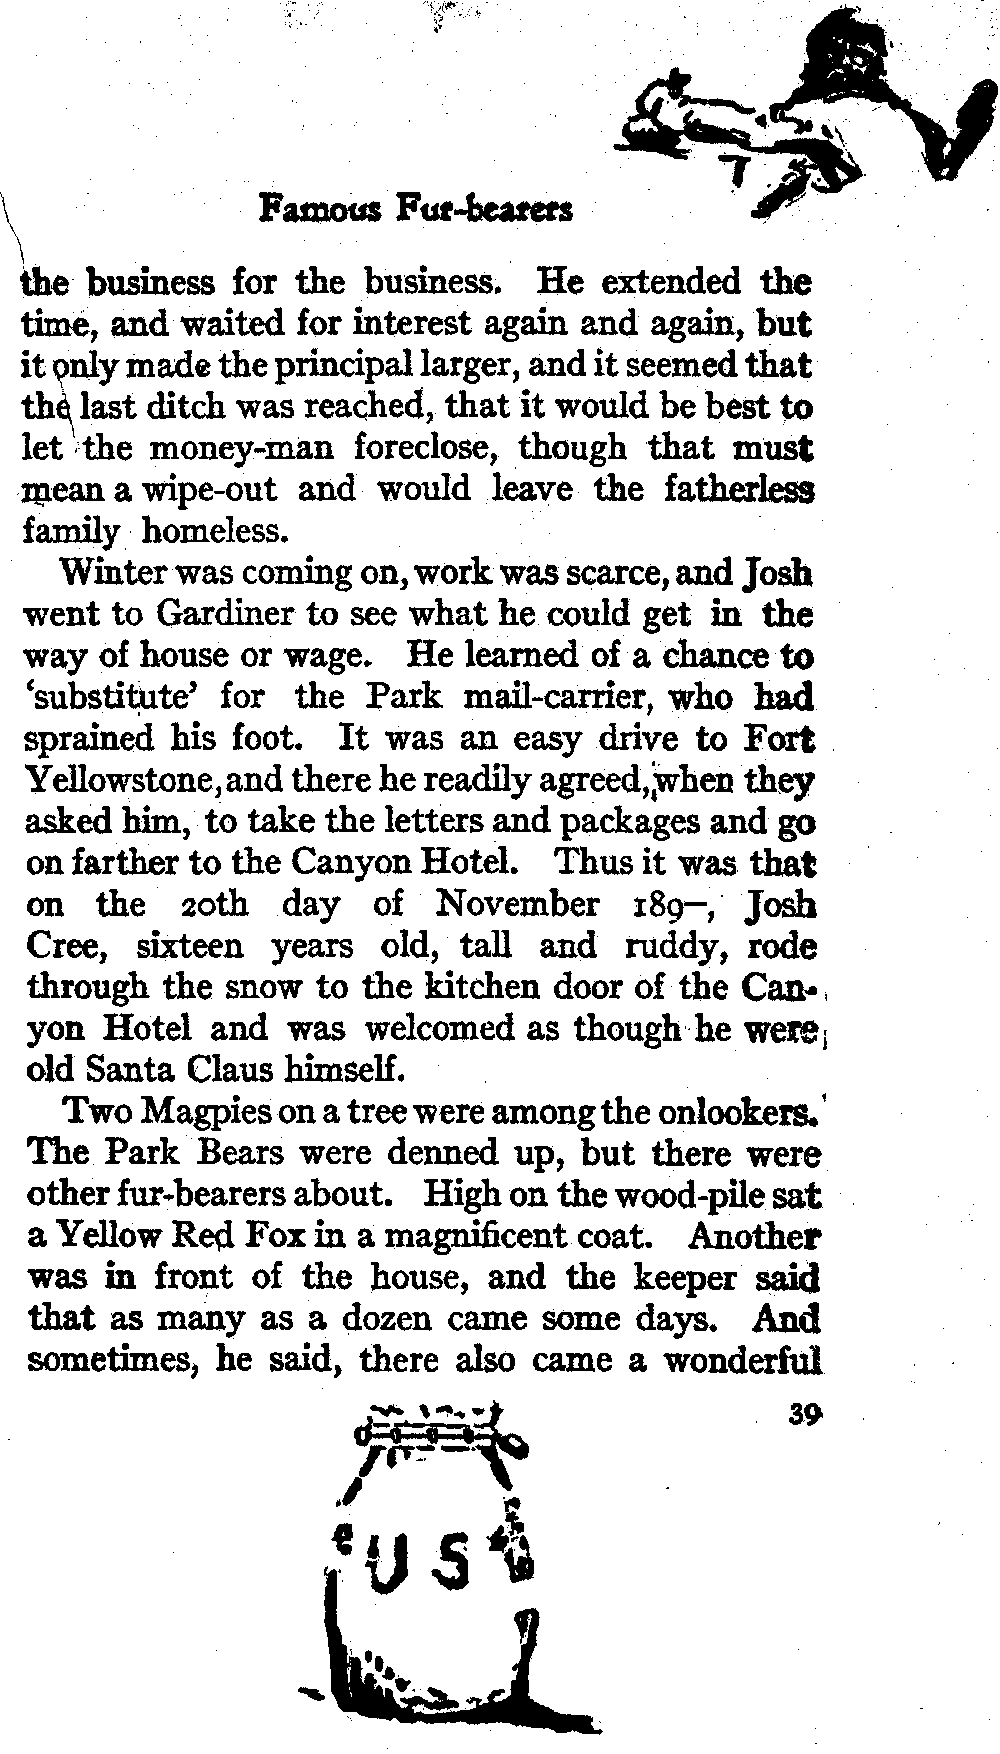 Famous Fur-bearers
the business for the business. He extended the
time, and waited for interest again and again, but
it only made the principal larger, and it seemed that
the last ditch was reached, that it would be best to
let the money-man foreclose, though that must
mean a wipe-out and would leave the fatherless
family homeless.
Winter was coming on, work was scarce, and Josh
went to Gardiner to see what he could get in the
way of house or wage. He learned of a chance to
‘substitute’ for the Park mail-carrier, who had
sprained his foot. It was an easy drive to Fort
Yellowstone, and there he readily agreed, when they
asked him, to take the letters and packages and go
on farther to the Canyon Hotel. Thus it was that
on the 20th day of November 189–, Josh
Cree, sixteen years old, tall and ruddy, rode
through the snow to the kitchen door of the Can-
yon Hotel and was welcomed as though he were
old Santa Claus himself.
Two Magpies on a tree were among the onlookers.
The Park Bears were denned up, but there were
other fur-bearers about. High on the wood-pile sat
a Yellow Red Fox in a magnificent coat. Another
was in front of the house, and the keeper said
that as many as a dozen came some days. And
sometimes, he said, there also came a wonderful
39
US